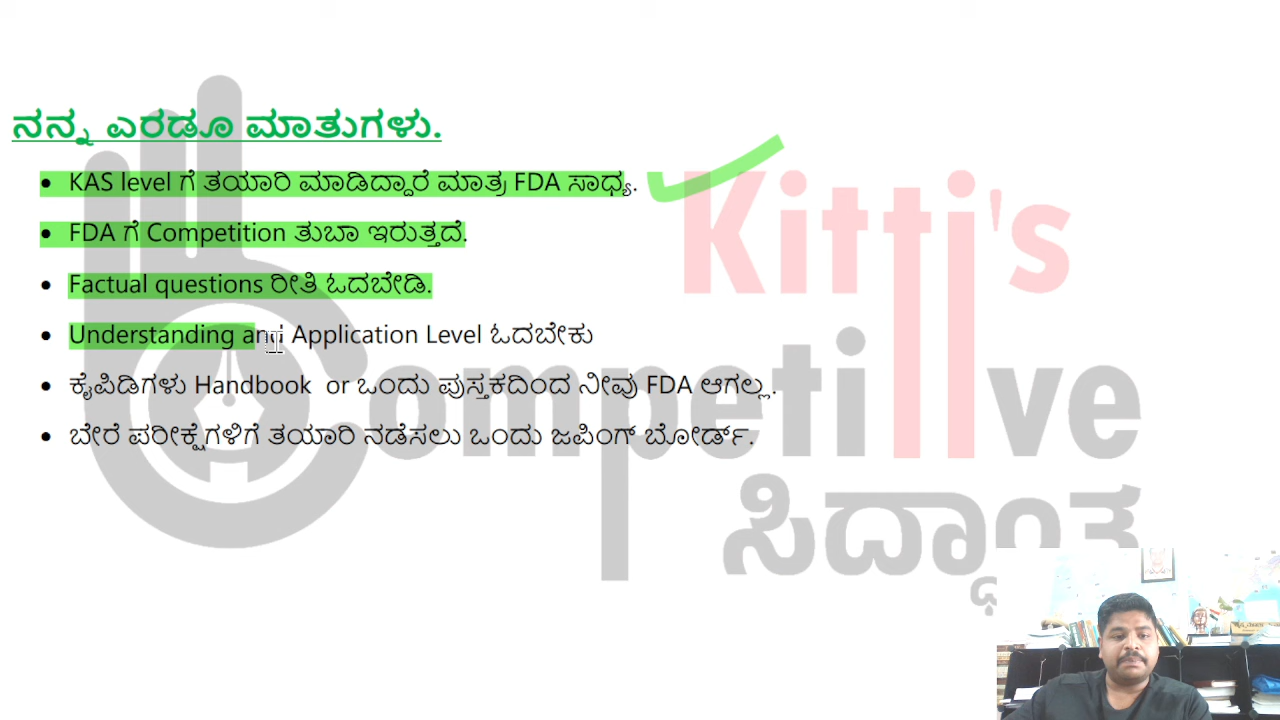 ನನ್ನ ಎರಡೂ ಮಾತುಗಳು.
• KAS level ಗೆ ತಯಾರಿ ಮಾಡಿದ್ದಾರೆ ಮಾತ್ರ FDA ಸಾಧ್ಯ.
• FDA ಗೆ Competition ತುಬಾ ಇರುತ್ತದೆ.
• Factual questions ರೀತಿ ಓದಬೇಡಿ.
• Understanding and Application Level ಓದಬೇಕು
• ಕೈಪಿಡಿಗಳು Handbook or ಒಂದು ಪುಸ್ತಕದಿಂದ ನೀವು FDA ಆಗಲ್ಲ.
• ಬೇರೆ ಪರೀಕ್ಷೆಗಳಿಗೆ ತಯಾರಿ ನಡೆಸಲು ಒಂದು ಜಪಿಂಗ್ ಬೋರ್ಡ್.
Kitti's
Competitive
ಸಿದ್ಧಾಂತ